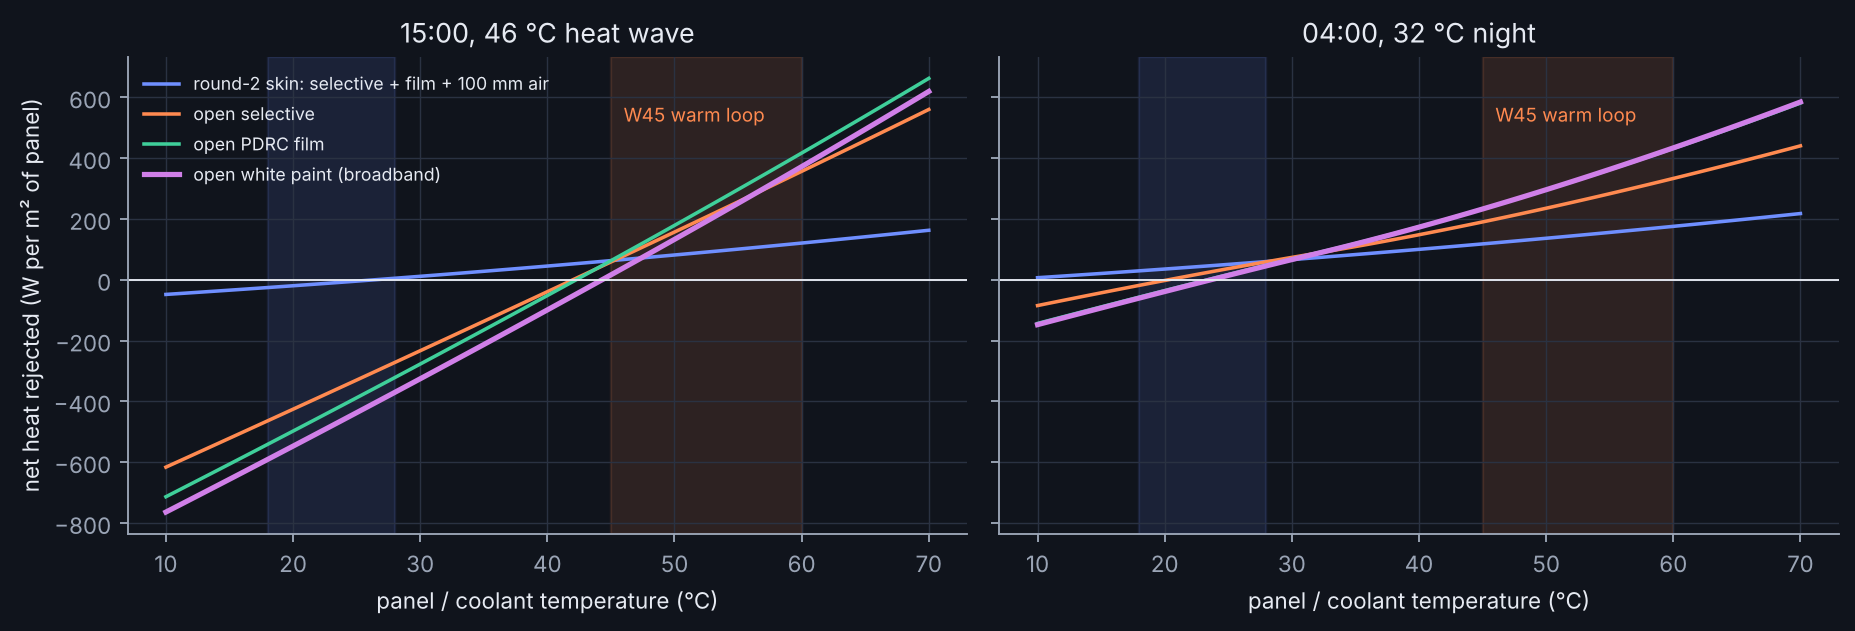 15:00, 46 °C heat wave
04:00, 32 °C night
round-2 skin: selective + film + 100 mm air
open selective
open PDRC film
open white paint (broadband)
W45 warm loop
W45 warm loop
net heat rejected (W per m² of panel)
600
400
200
0
−200
−400
−600
−800
10 20 30 40 50 60 70
10 20 30 40 50 60 70
panel / coolant temperature (°C)
panel / coolant temperature (°C)